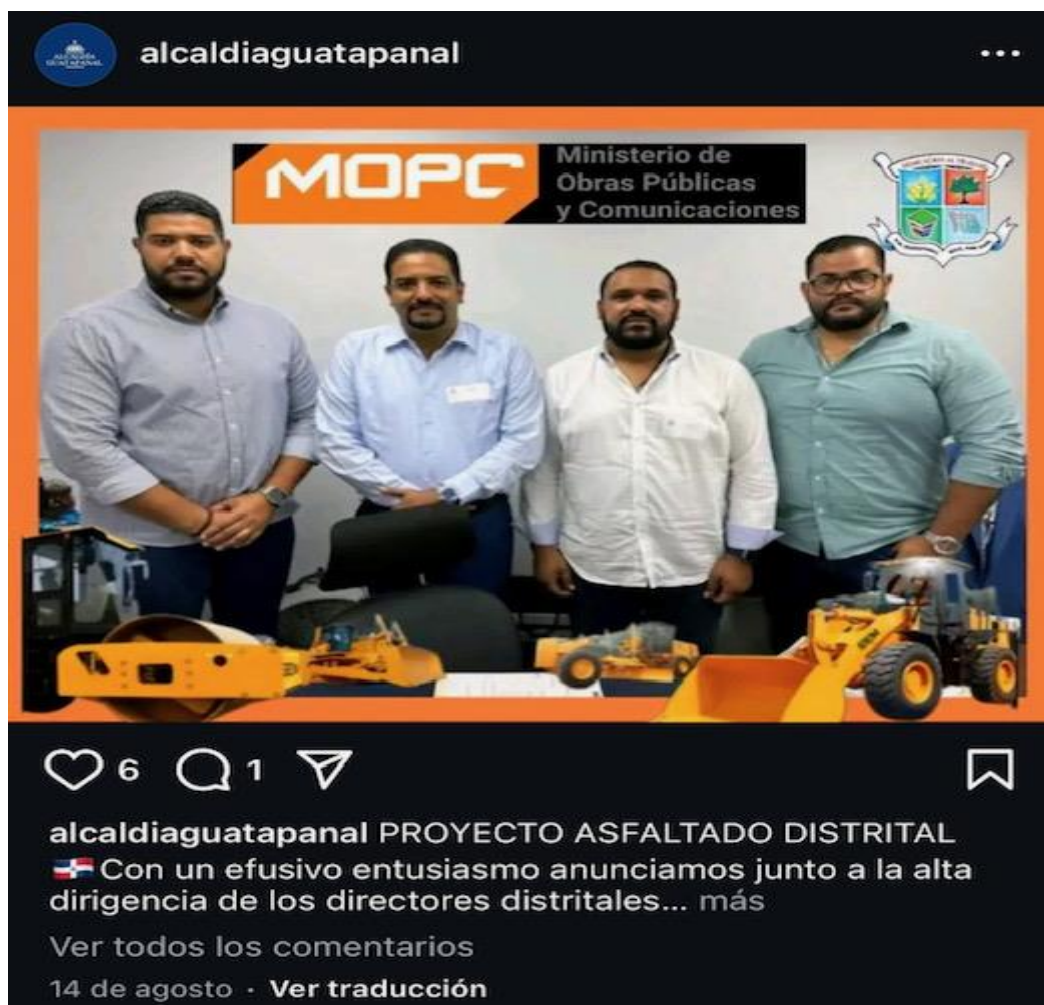 alcaldiaguatapanal
MOPC
Ministerio de
Obras Públicas
y Comunicaciones
6
1
alcaldiaguatapanal PROYECTO ASFALTADO DISTRITAL
🇩🇴Con un efusivo entusiasmo anunciamos junto a la alta
dirigencia de los directores distritales... más
Ver todos los comentarios
14 de agosto · Ver traducción